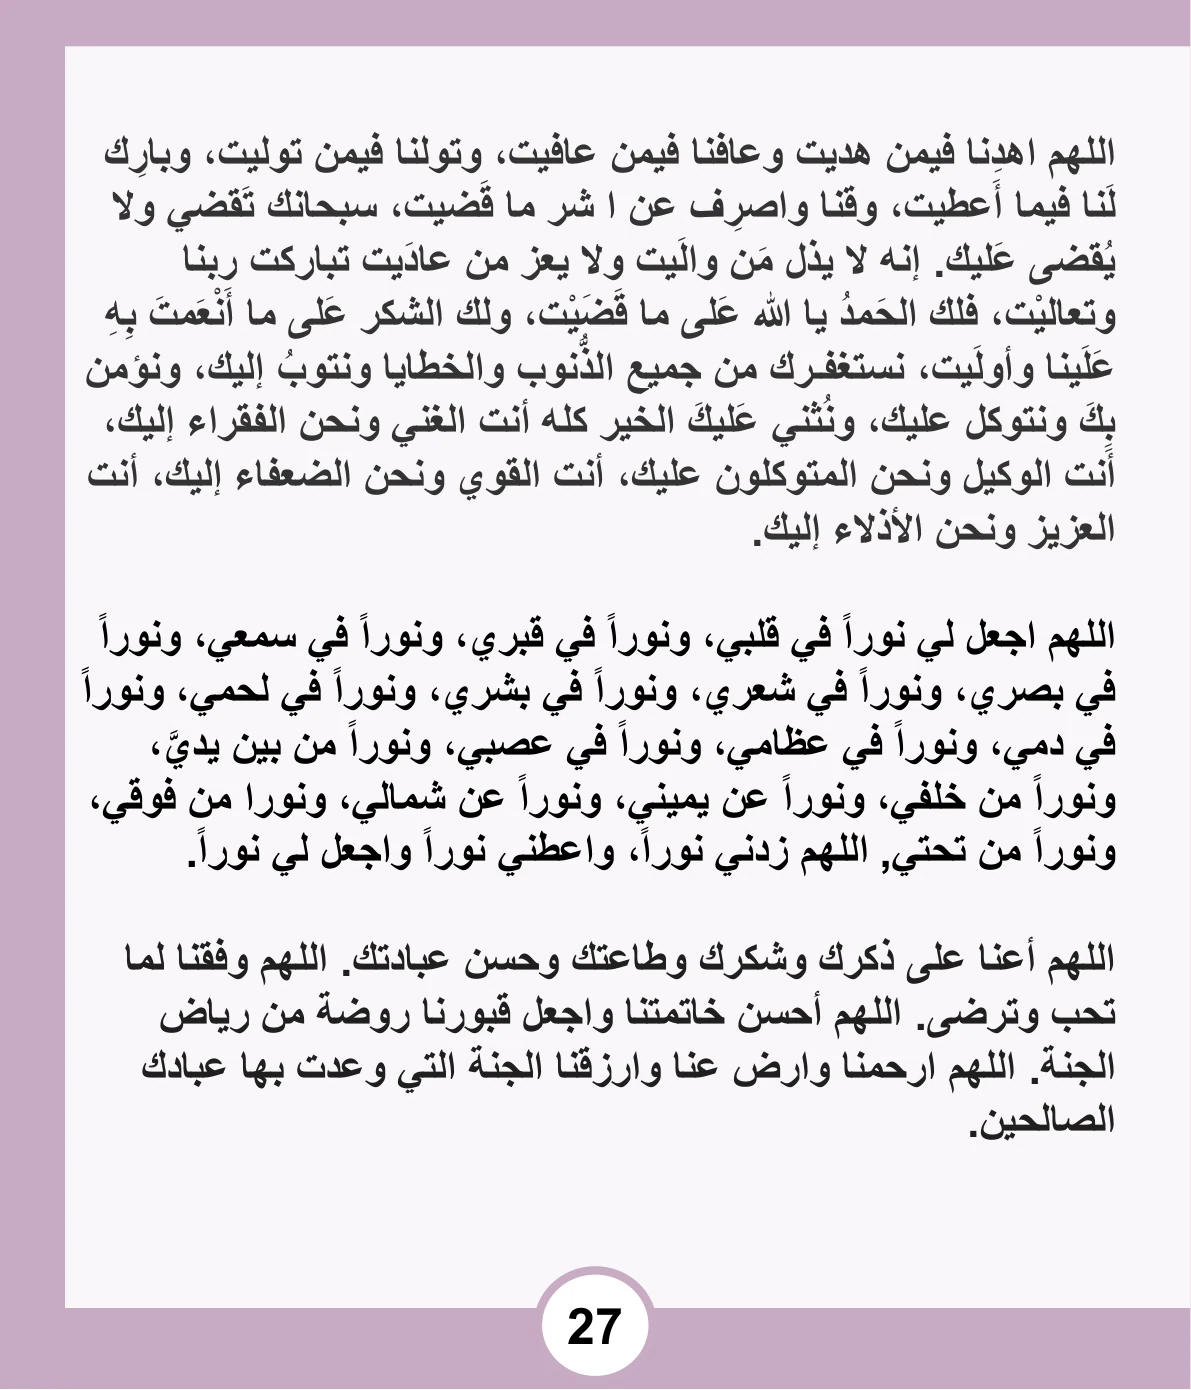 اللهم اهدِنا فيمن هديت وعافنا فيمن عافيت، وتولنا فيمن توليت، وبارِك
لَنا فيما أَعطيت، وقنا واصرِف عن ا شر ما قَضيت، سبحانك تَقضي ولا
يُقضى عَليك. إنه لا يذل مَن والَيت ولا يعز من عادَيت تباركت ربنا
وتعاليْت، فلك الحَمدُ يا الله عَلى ما قَضَيْت، ولك الشكر عَلى ما أَنْعَمتَ بِهِ
عَلَينا وأولَيت، نستغفـرك من جميع الذُّنوب والخطايا ونتوبُ إليك، ونؤمن
بِكَ ونتوكل عليك، ونُثني عَليكَ الخير كله أنت الغني ونحن الفقراء إليك،
أَنت الوكيل ونحن المتوكلون عليك، أنت القوي ونحن الضعفاء إليك، أنت
العزيز ونحن الأذلاء إليك.
اللهم اجعل لي نوراً في قلبي، ونوراً في قبري، ونوراً في سمعي، ونوراً
في بصري، ونوراً في شعري، ونوراً في بشري، ونوراً في لحمي، ونوراً
في دمي، ونوراً في عظامي، ونوراً في عصبي، ونوراً من بين يديَّ،
ونوراً من خلفي، ونوراً عن يميني، ونوراً عن شمالي، ونورا من فوقي،
ونوراً من تحتي, اللهم زدني نوراً، واعطني نوراً واجعل لي نوراً.
اللهم أعنا على ذكرك وشكرك وطاعتك وحسن عبادتك. اللهم وفقنا لما
تحب وترضى. اللهم أحسن خاتمتنا واجعل قبورنا روضة من رياض
الجنة. اللهم ارحمنا وارض عنا وارزقنا الجنة التي وعدت بها عبادك
الصالحين.
27